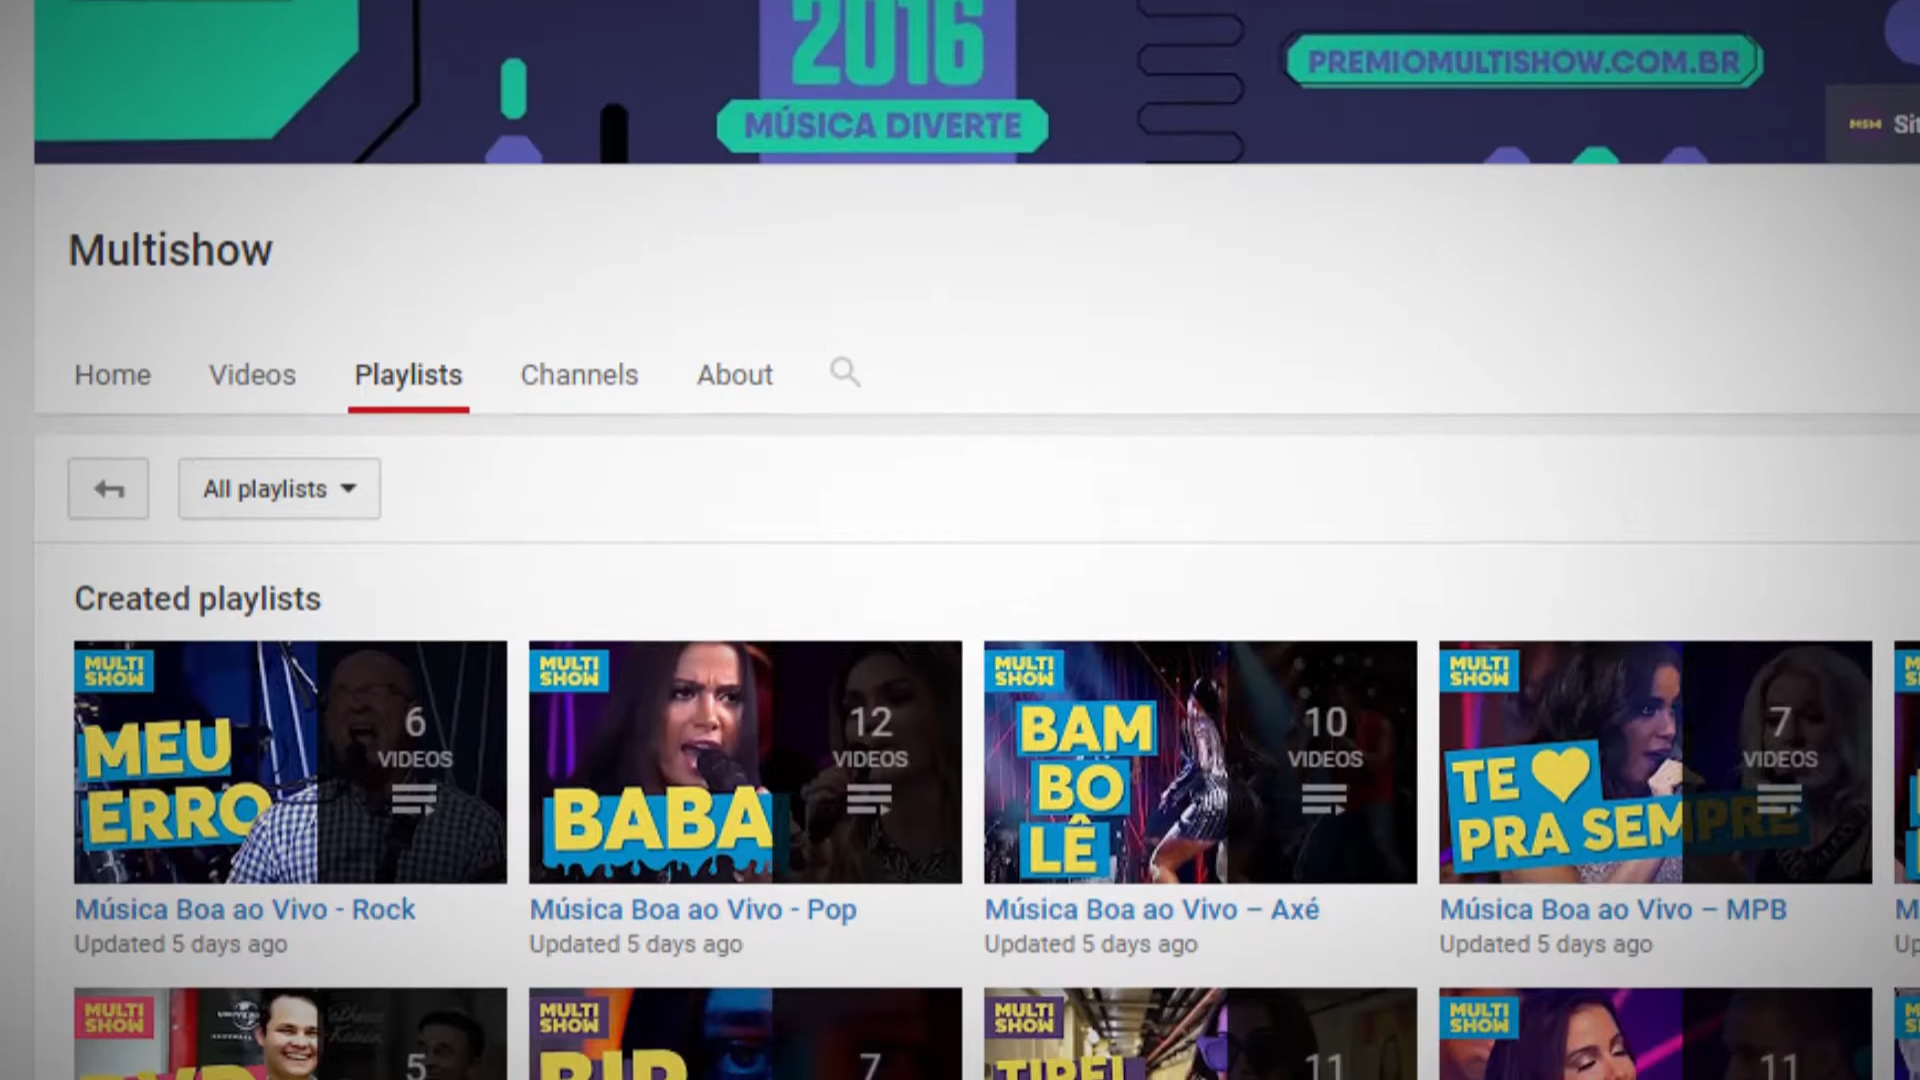 2016
MÚSICA DIVERTE
PREMIOMULTISHOW.COM.BR
MSW
Multishow
Home
Videos
Playlists
Channels
About
All playlists
Created playlists
MULTI
SHOW
MEU
ERRO
6
VIDEOS
MULTI
SHOW
BABA
12
VIDEOS
MULTI
SHOW
BAM
BO
LÊ
10
VIDEOS
MULTI
SHOW
TE
PRA SEMPRE
7
VIDEOS
Música Boa ao Vivo - Rock
Updated 5 days ago
Música Boa ao Vivo - Pop
Updated 5 days ago
Música Boa ao Vivo – Axé
Updated 5 days ago
Música Boa ao Vivo – MPB
Updated 5 days ago
MULTI
SHOW
5
MULTI
SHOW
7
MULTI
SHOW
11
MULTI
SHOW
11